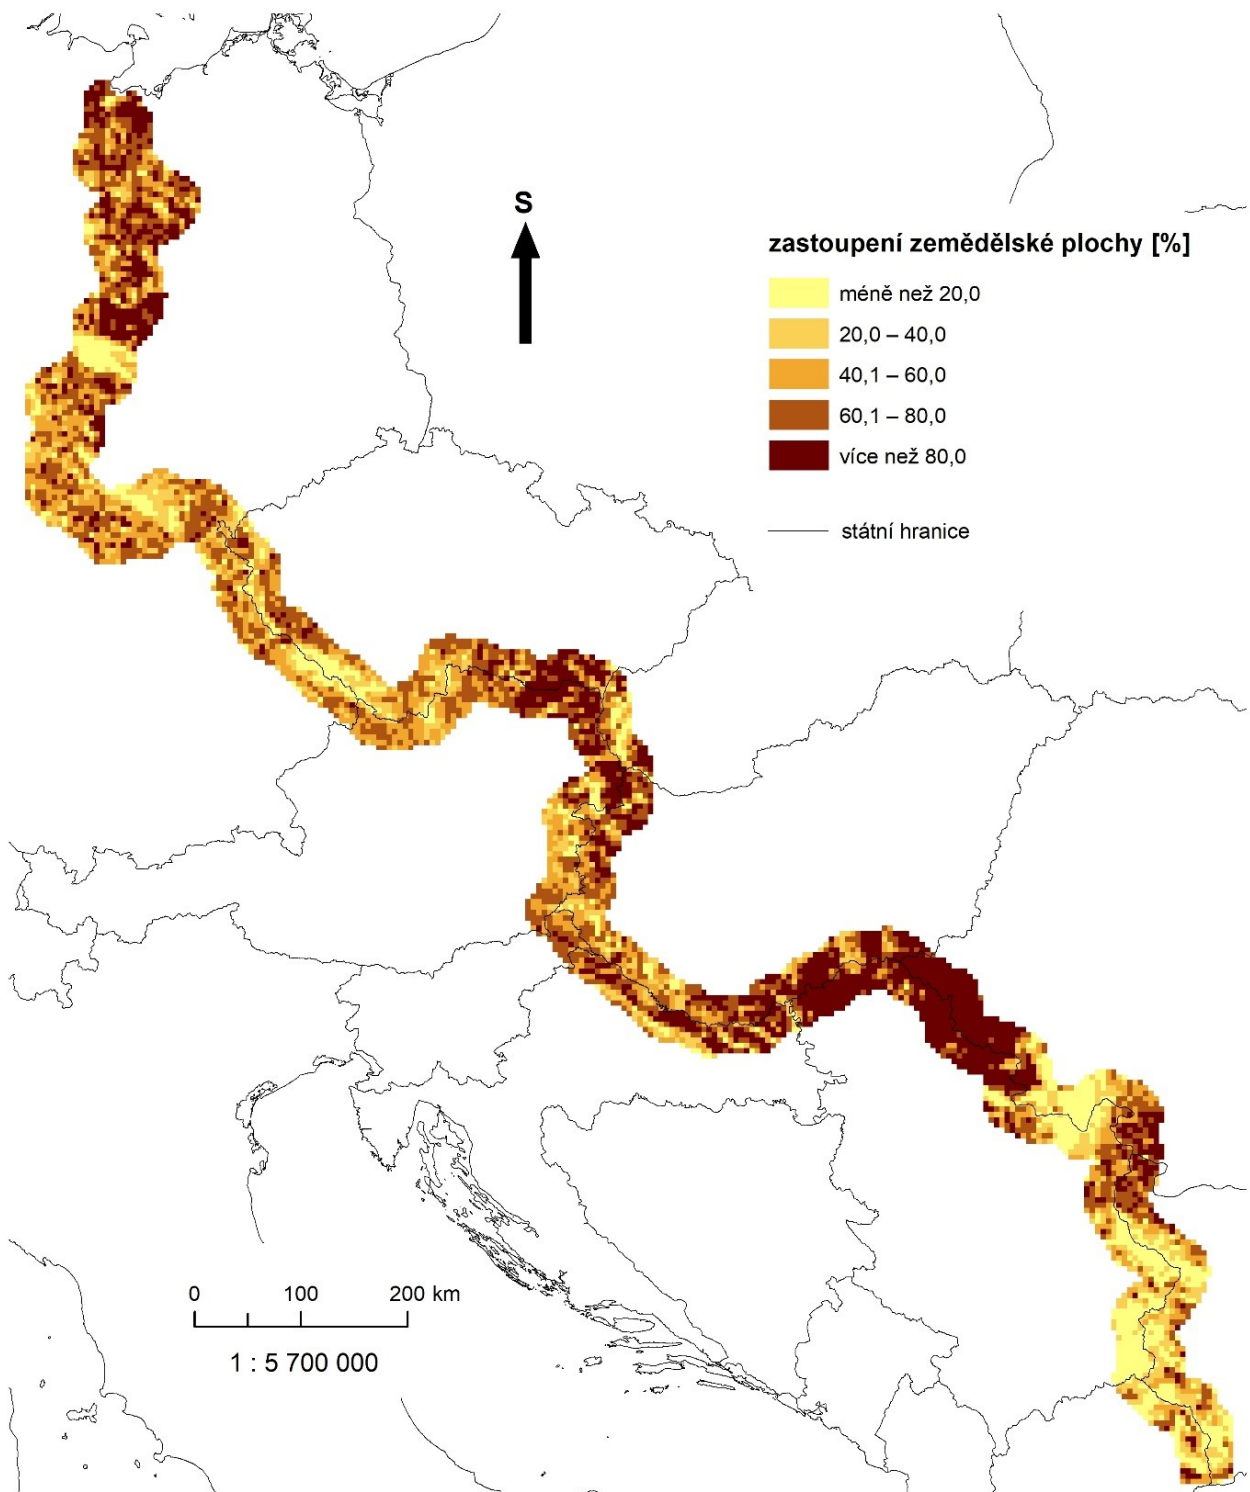 S
zastoupení zemědělské plochy [%]
méně než 20,0
20,0 – 40,0
40,1 – 60,0
60,1 – 80,0
více než 80,0
státní hranice
0 100 200 km
1 : 5 700 000